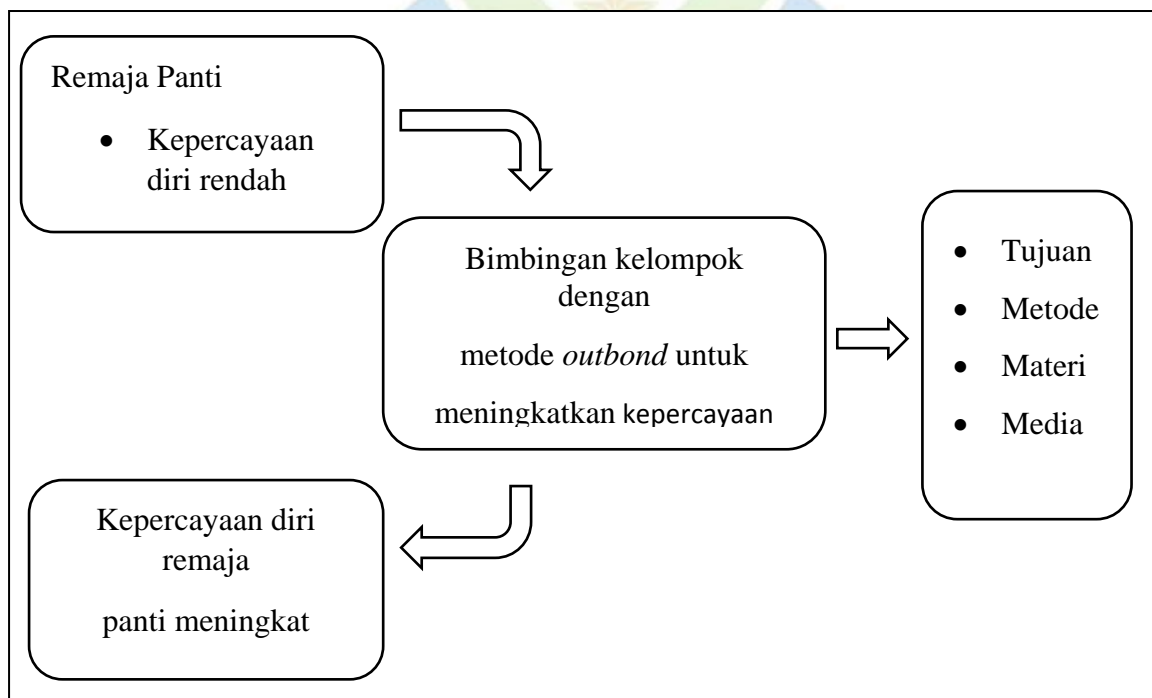 Remaja Panti
• Kepercayaan
diri rendah
Bimbingan kelompok
dengan
metode outbond untuk
meningkatkan kepercayaan
• Tujuan
• Metode
• Materi
• Media
Kepercayaan diri
remaja
panti meningkat